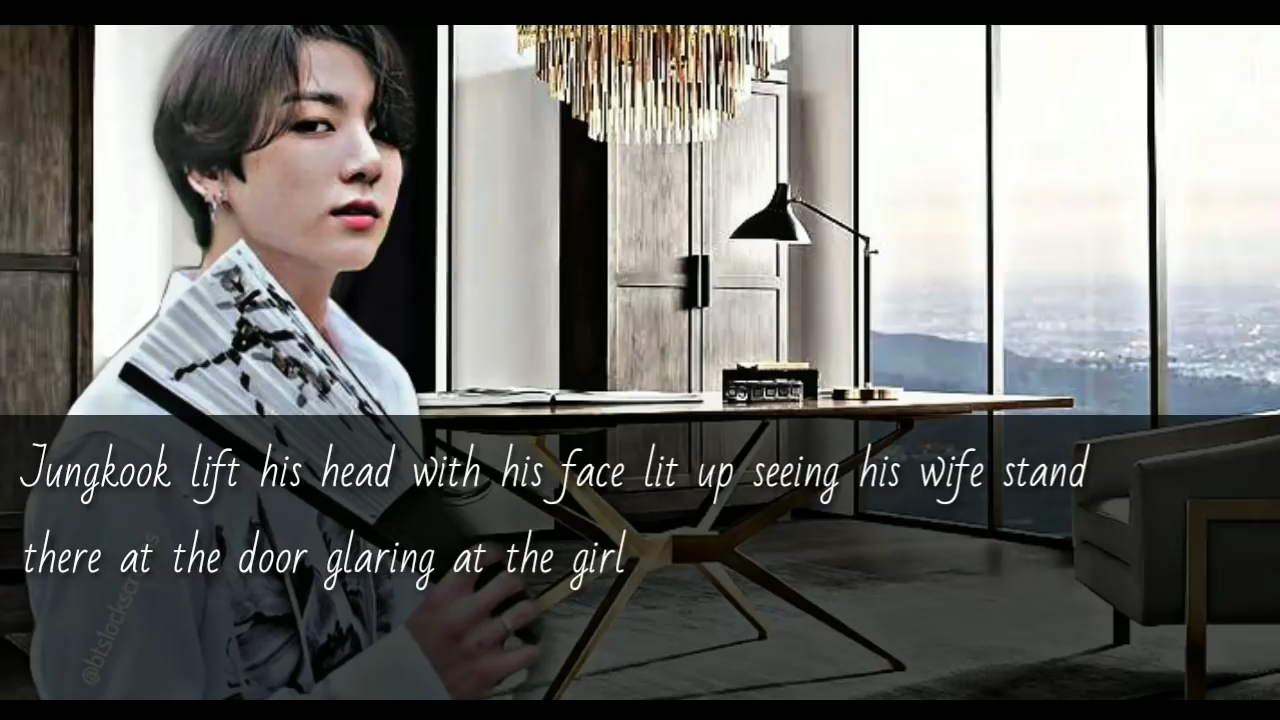 Jungkook lift his head with his face lit up seeing his wife stand
there at the door glaring at the girl
@btslockscreens